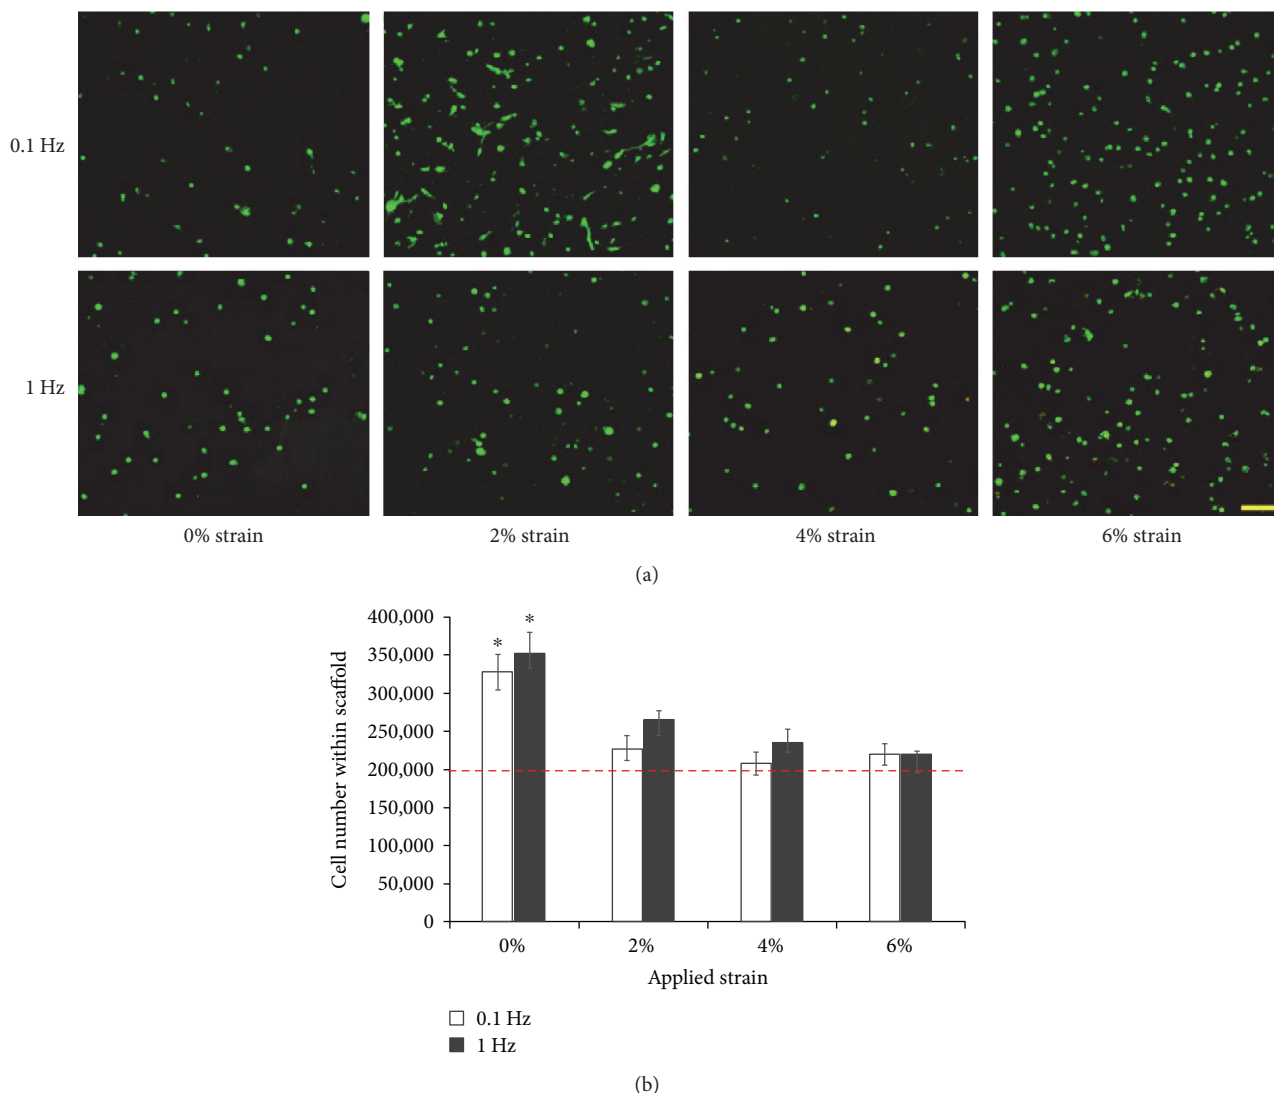 0.1 Hz
1 Hz
0% strain
2% strain
4% strain
6% strain
(a)
Cell number within scaffold
400,000
350,000
300,000
250,000
200,000
150,000
100,000
50,000
0
*
*
0%
2%
4%
6%
Applied strain
0.1 Hz
1 Hz
(b)